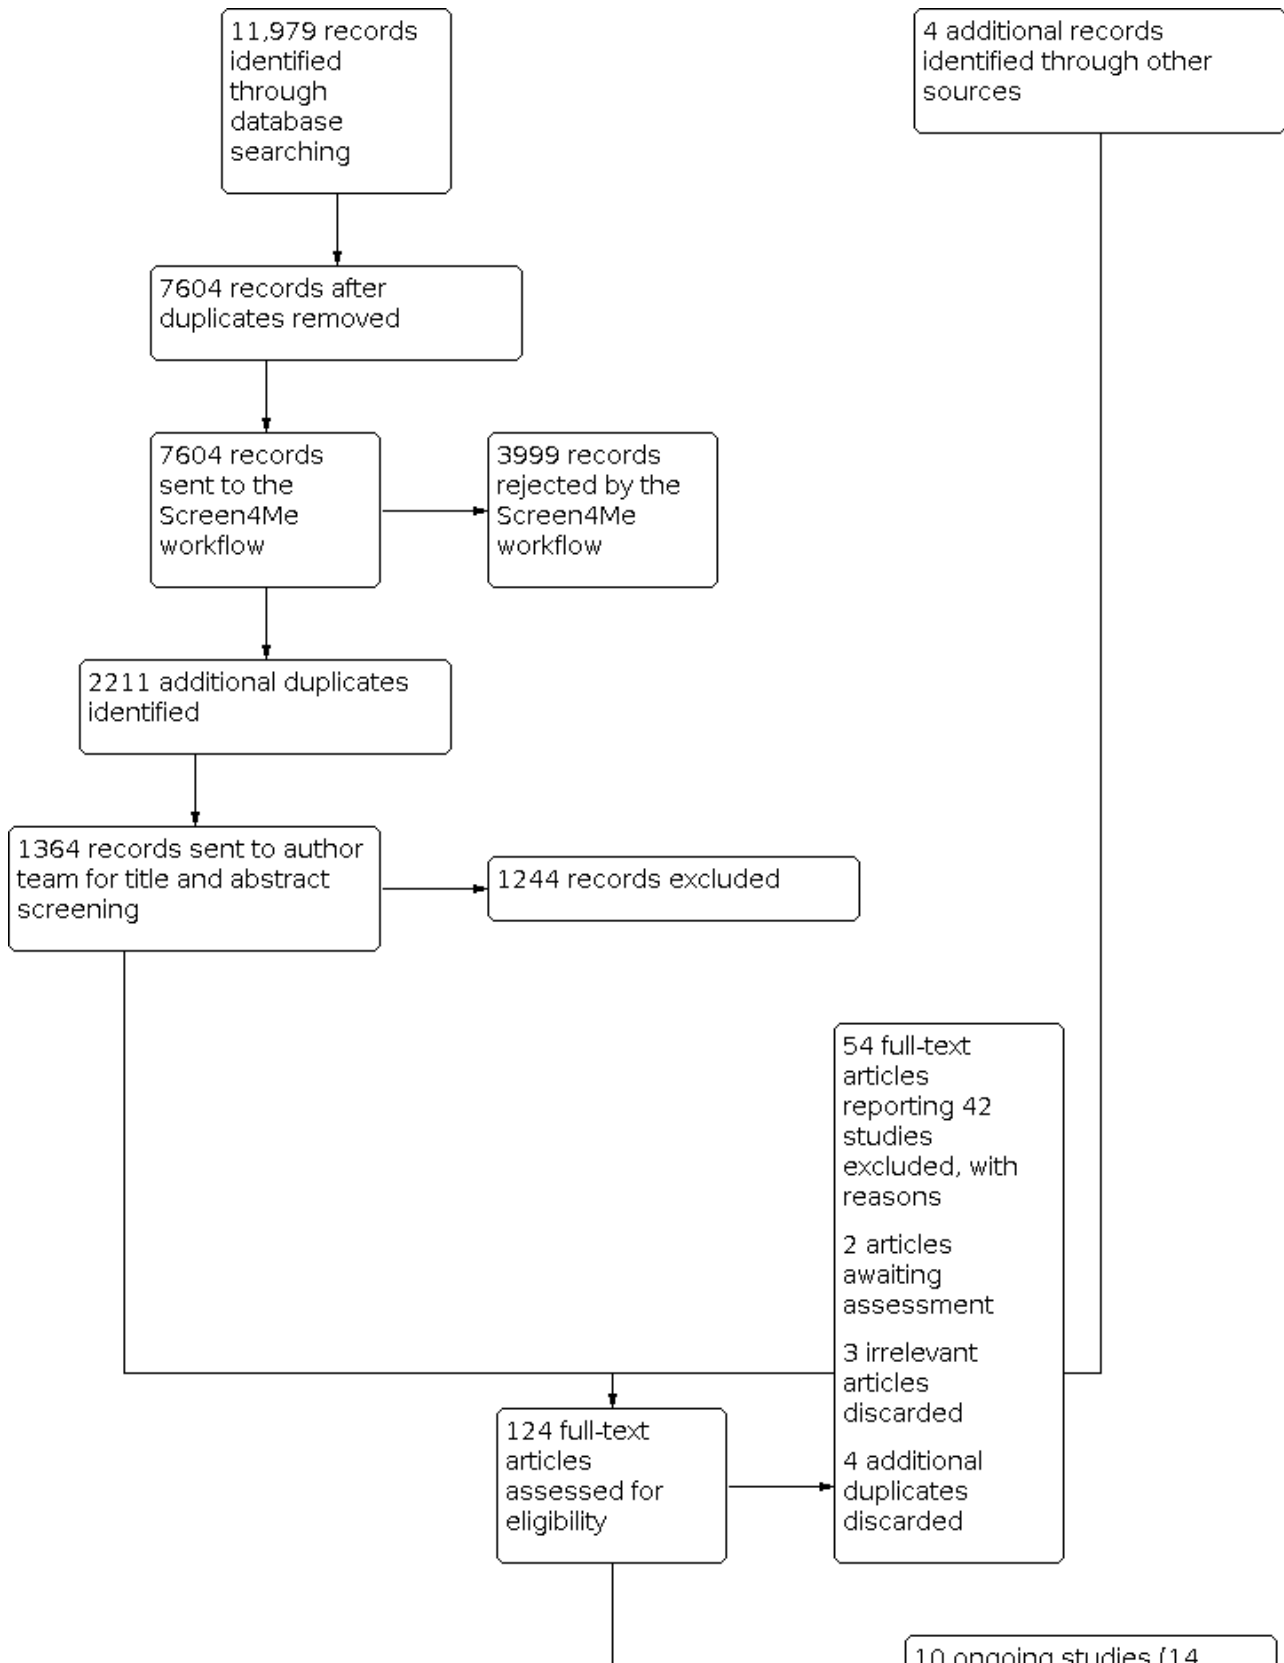 11,979 records
identified
through
database
searching
4 additional records
identified through other
sources
7604 records after
duplicates removed
7604 records
sent to the
Screen4Me
workflow
3999 records
rejected by the
Screen4Me
workflow
2211 additional duplicates
identified
1364 records sent to author
team for title and abstract
screening
1244 records excluded
54 full-text
articles
reporting 42
studies
excluded, with
reasons
2 articles
awaiting
assessment
3 irrelevant
articles
discarded
4 additional
duplicates
discarded
124 full-text
articles
assessed for
eligibility
10 ongoing studies (14